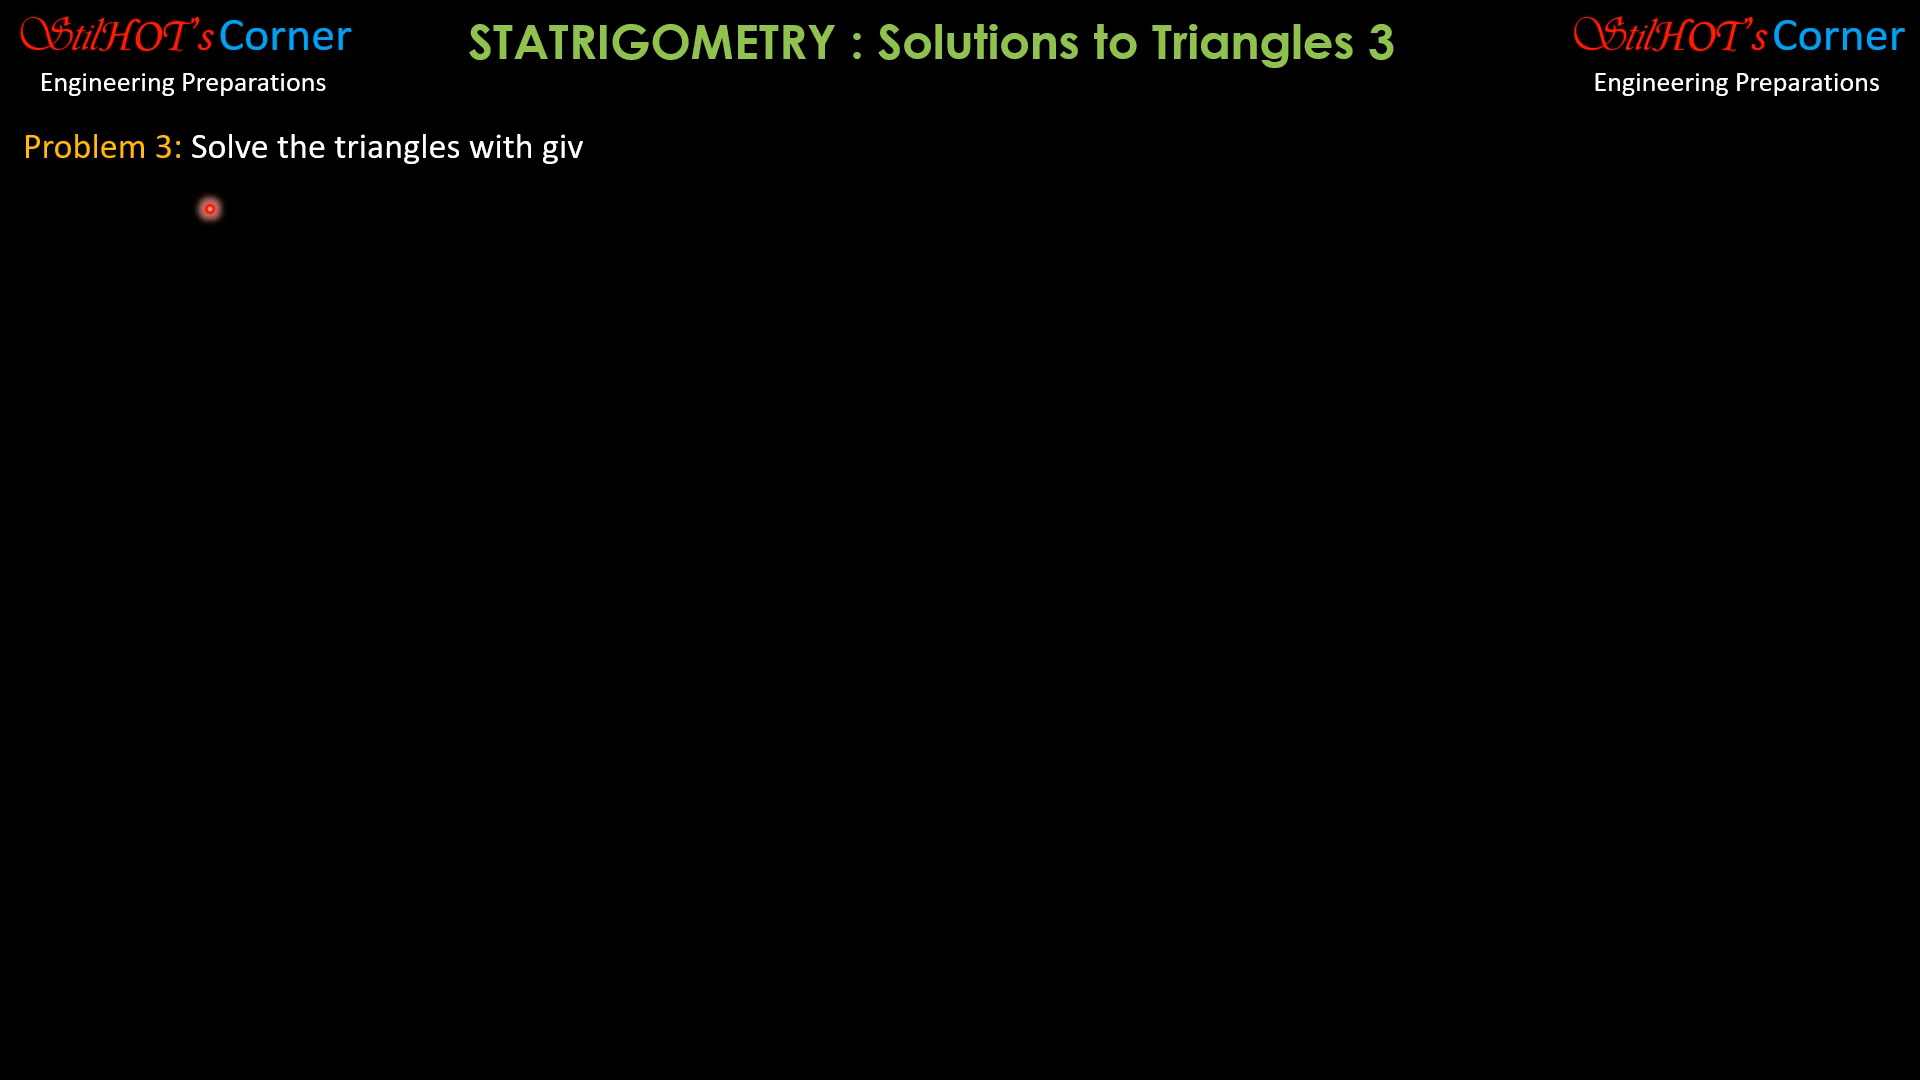 StilHOT's Corner
Engineering Preparations
STATRIGOMETRY : Solutions to Triangles 3
StilHOT's Corner
Engineering Preparations
Problem 3: Solve the triangles with giv